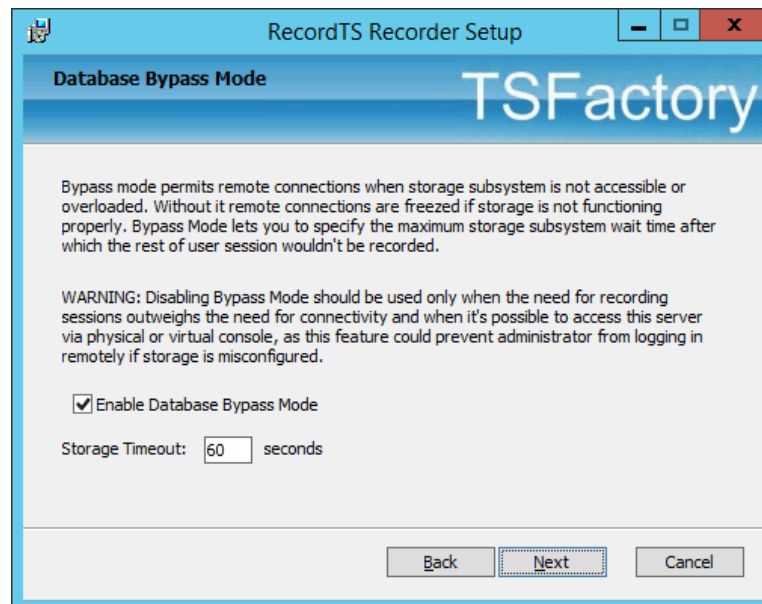 RecordTS Recorder Setup
Database Bypass Mode
TSFactory
Bypass mode permits remote connections when storage subsystem is not accessible or
overloaded. Without it remote connections are freezed if storage is not functioning
properly. Bypass Mode lets you to specify the maximum storage subsystem wait time after
which the rest of user session wouldn't be recorded.
WARNING: Disabling Bypass Mode should be used only when the need for recording
sessions outweighs the need for connectivity and when it's possible to access this server
via physical or virtual console, as this feature could prevent administrator from logging in
remotely if storage is misconfigured.
Enable Database Bypass Mode
Storage Timeout: 60 seconds
Back Next Cancel